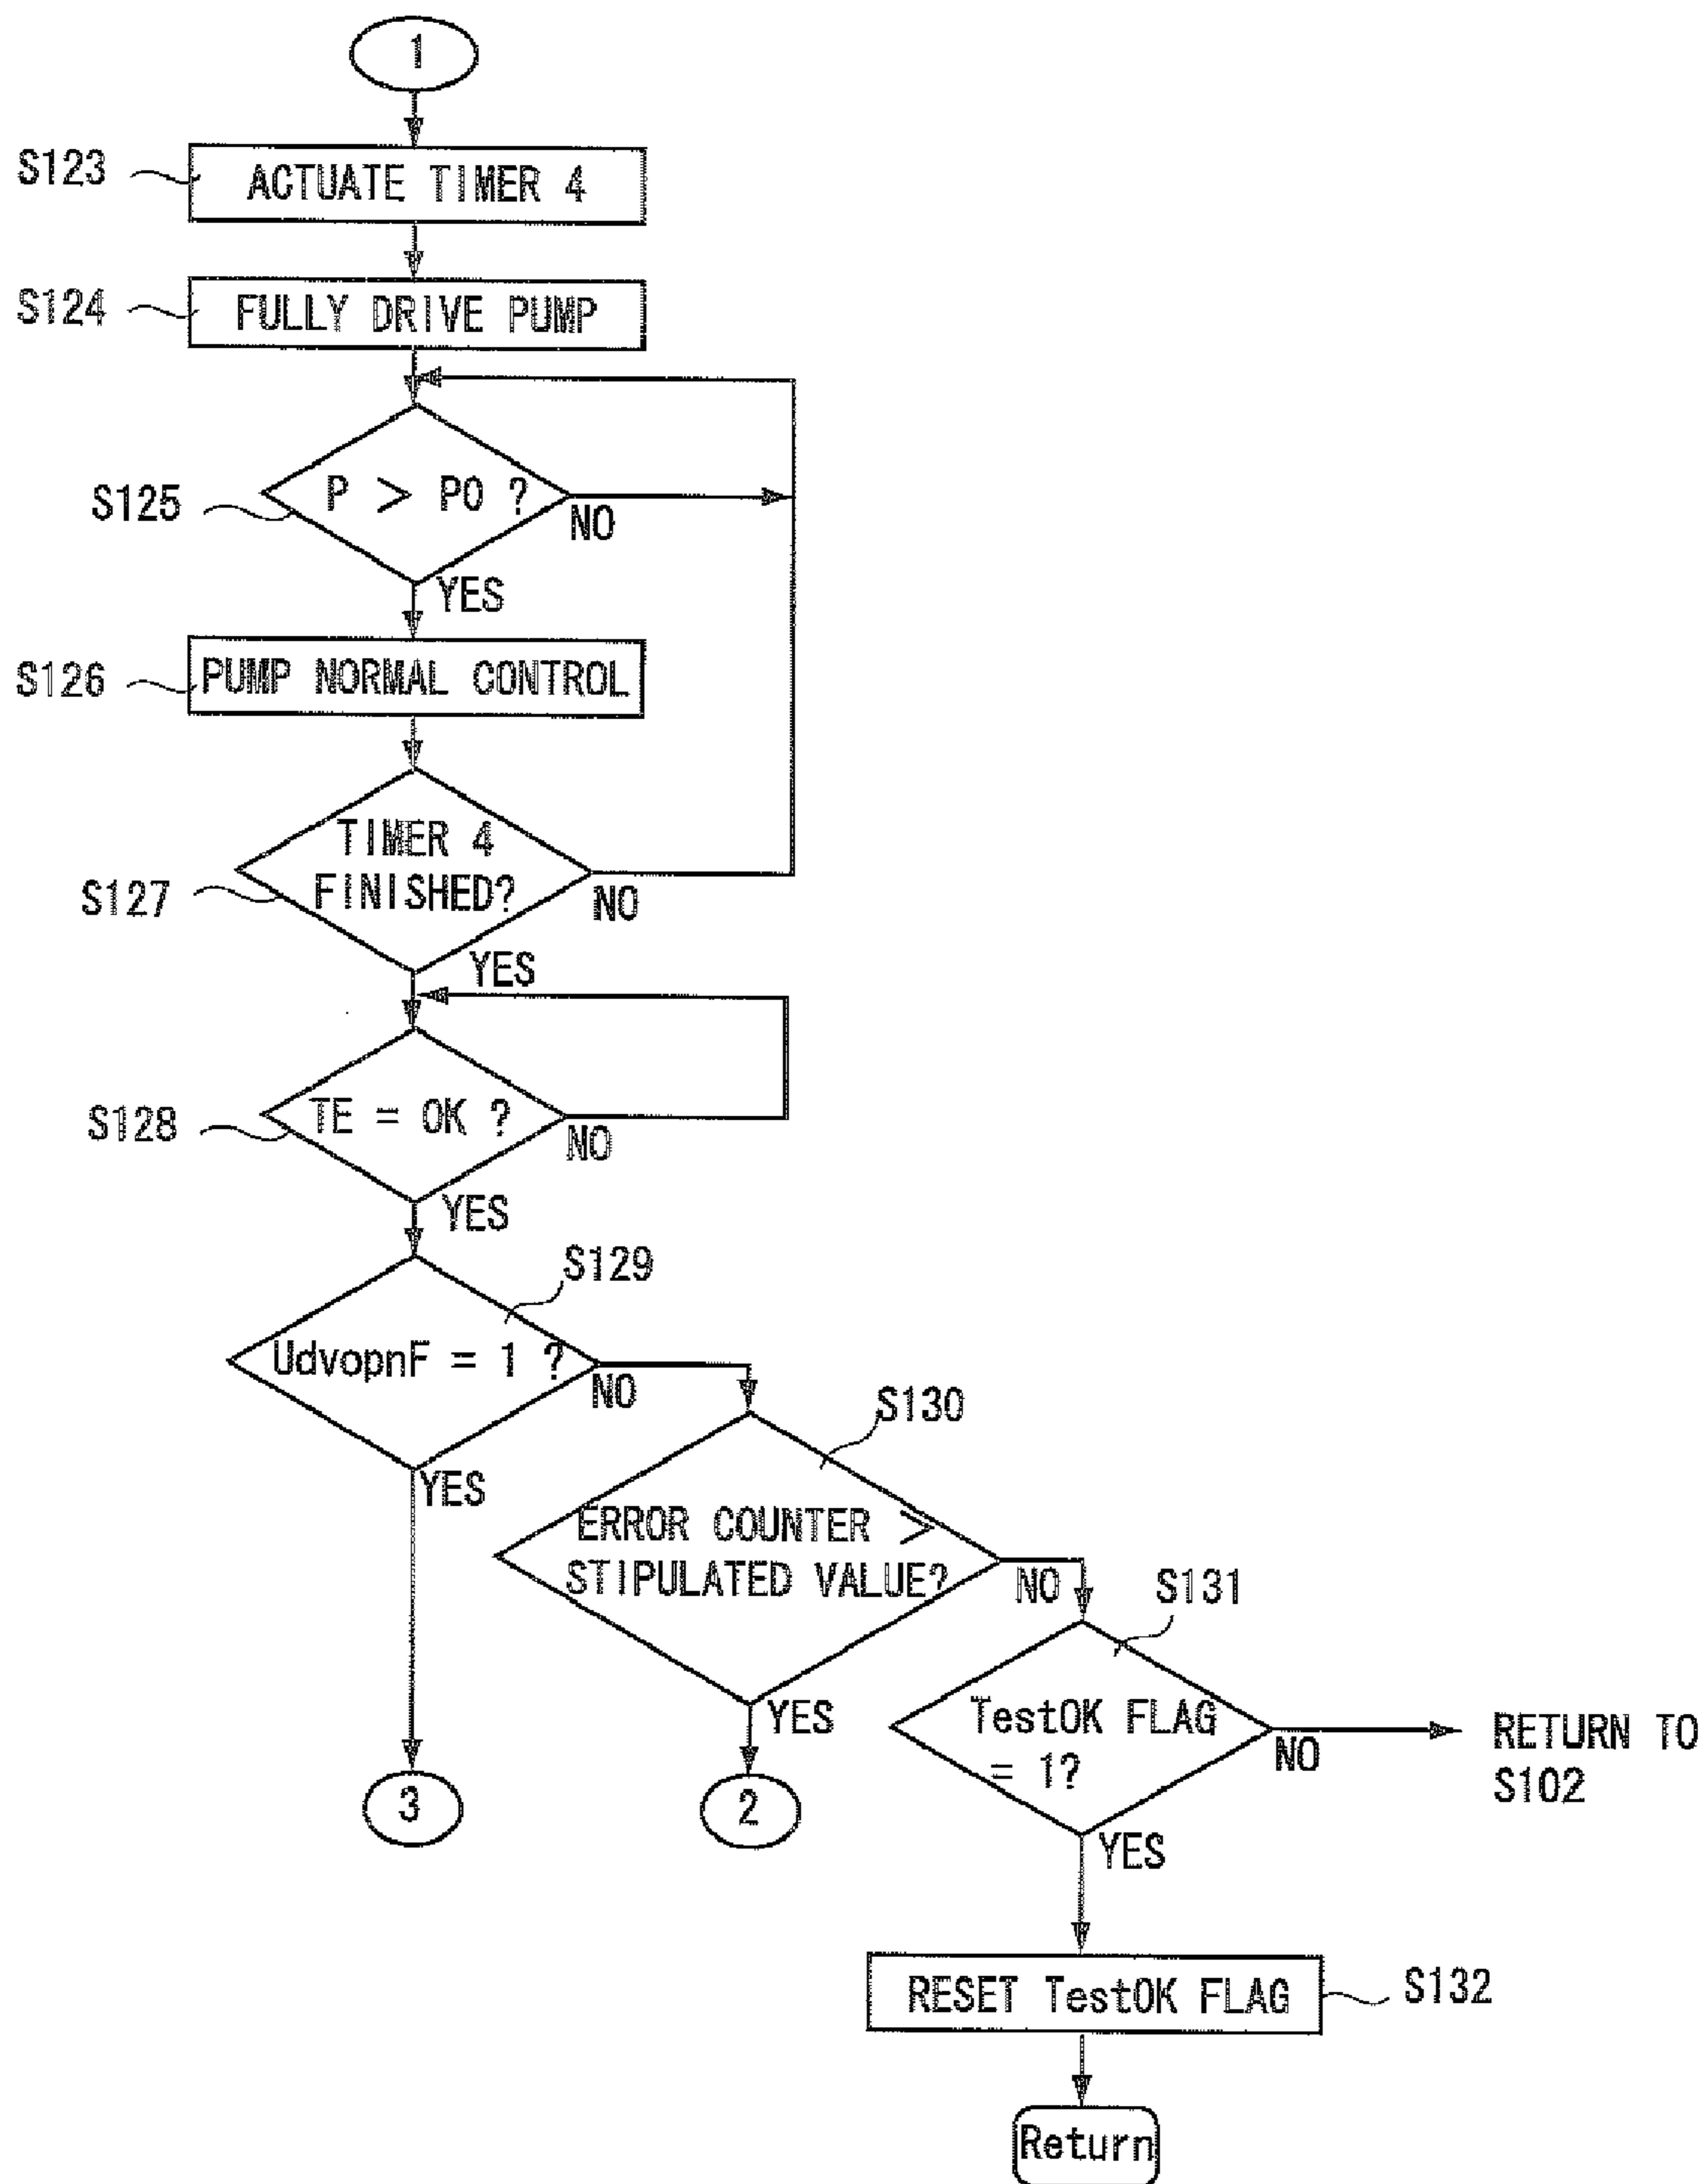 1
S123
ACTUATE TIMER 4
S124
FULLY DRIVE PUMP
S125
P > P0 ?
NO
YES
S126
PUMP NORMAL CONTROL
S127
TIMER 4
FINISHED?
NO
YES
S128
TE = OK ?
NO
YES
S129
UdvopnF = 1 ?
NO
YES
S130
ERROR COUNTER >
STIPULATED VALUE?
NO
YES
S131
TestOK FLAG
= 1?
NO
RETURN TO
S102
YES
3
2
RESET TestOK FLAG
S132
Return